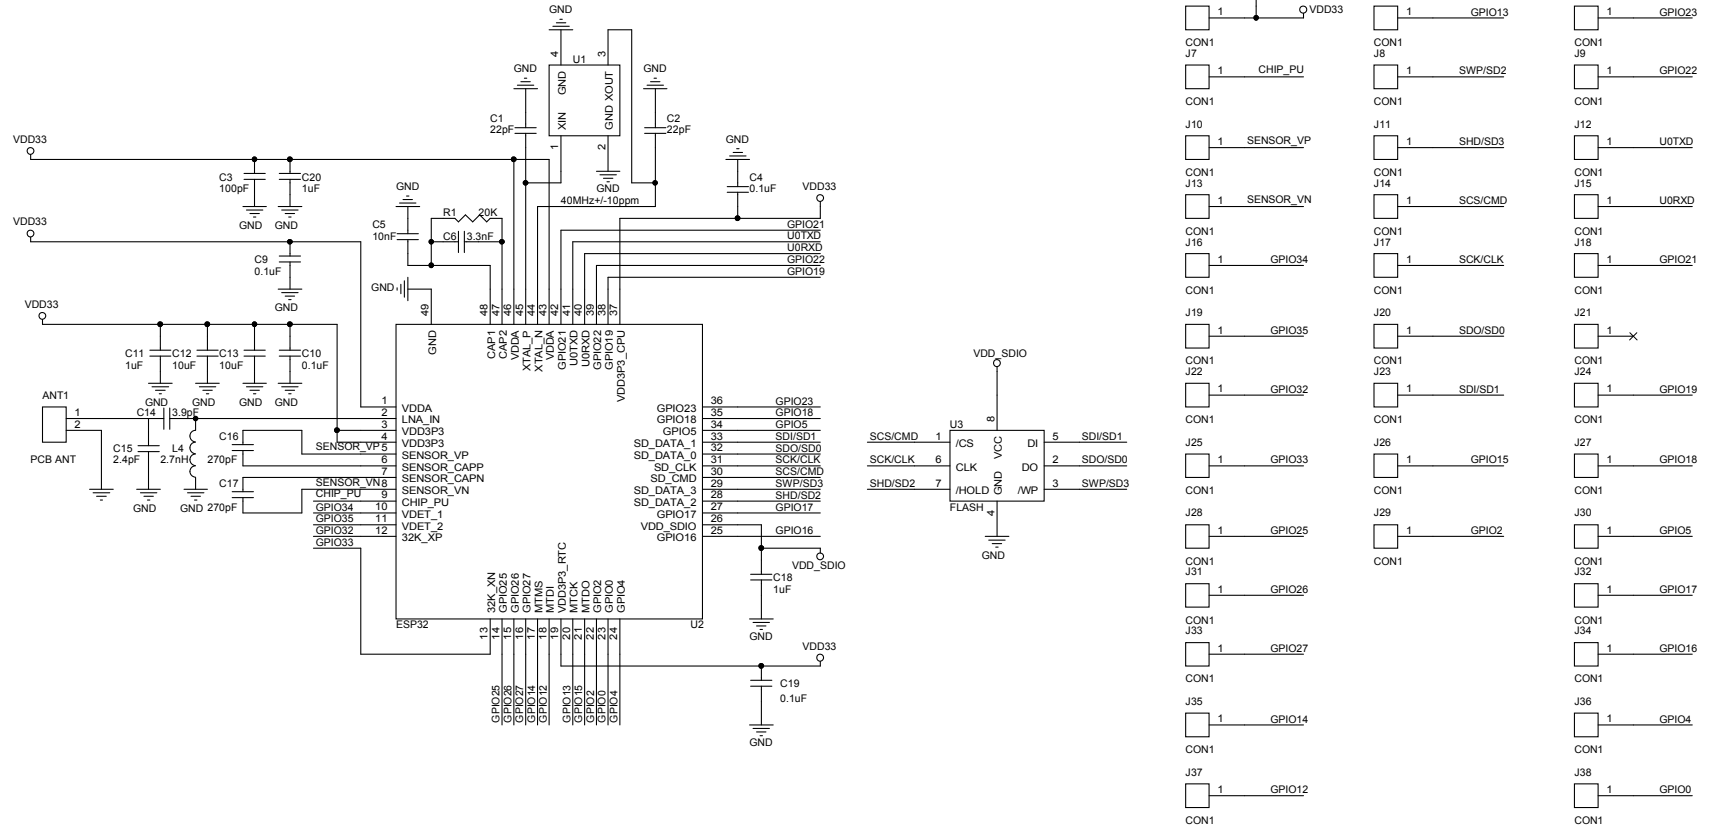 GND
4
3
U1
GND
XOUT
XIN
GND
1
2
GND
GND
GND
C1
22pF
C2
22pF
40MHz+/-10ppm
VDD33
C3
100pF
C20
1uF
GND
GND
VDD33
C9
0.1uF
GND
GND
C5
10nF
R1
20K
C6
3.3nF
GND
GND
C4
0.1uF
VDD33
GPIO21
U0TXD
U0RXD
GPIO22
GPIO19
VDD33
C11
1uF
C12
10uF
C13
10uF
C10
0.1uF
GND
GND
GND
GND
ANT1
1
2
PCB ANT
C14
3.9pF
C15
2.4pF
L4
2.7nH
GND
GND
C16
270pF
C17
270pF
SENSOR_VP
SENSOR_VN
CHIP_PU
GPIO34
GPIO35
GPIO32
GPIO33
49
48
47
46
45
44
43
42
41
40
39
38
37
GND
CAP1
CAP2
VDDA
XTAL_P
XTAL_N
VDDA
GPIO21
U0TXD
U0RXD
GPIO22
GPIO19
VDD3P3_CPU
1 VDDA
2 LNA_IN
3 VDD3P3
4 VDD3P3
5 SENSOR_VP
6 SENSOR_CAPP
7 SENSOR_CAPN
8 SENSOR_VN
9 CHIP_PU
10 VDET_1
11 VDET_2
12 32K_XP
GPIO23 36 GPIO23
GPIO18 35 GPIO18
GPIO5 34 GPIO5
SD_DATA_1 33 SDI/SD1
SD_DATA_0 32 SDO/SD0
SD_CLK 31 SCK/CLK
SD_CMD 30 SCS/CMD
SD_DATA_3 29 SWP/SD3
SD_DATA_2 28 SHD/SD2
GPIO17 27 GPIO17
VDD_SDIO 26
GPIO16 25 GPIO16
VDD_SDIO
C18
1uF
GND
32K_XN
GPIO25
GPIO26
GPIO27
MTMS
MTDI
VDD3P3_RTC
MTCK
MTDO
GPIO2
GPIO0
GPIO4
ESP32
U2
13
14
15
16
17
18
19
20
21
22
23
24
GPIO25
GPIO26
GPIO27
GPIO14
GPIO12
GPIO13
GPIO15
GPIO2
GPIO0
GPIO4
VDD33
C19
0.1uF
GND
VDD_SDIO
8
U3
SCS/CMD 1 /CS
SCK/CLK 6 CLK
SHD/SD2 7 /HOLD
VCC
GND
DI 5 SDI/SD1
DO 2 SDO/SD0
/WP 3 SWP/SD3
FLASH
4
GND
1 VDD33
CON1
J7
1 CHIP_PU
CON1
J10
1 SENSOR_VP
CON1
J13
1 SENSOR_VN
CON1
J16
1 GPIO34
CON1
J19
1 GPIO35
CON1
J22
1 GPIO32
CON1
J25
1 GPIO33
CON1
J28
1 GPIO25
CON1
J31
1 GPIO26
CON1
J33
1 GPIO27
CON1
J35
1 GPIO14
CON1
J37
1 GPIO12
CON1
1 GPIO13
CON1
J8
1 SWP/SD2
CON1
J11
1 SHD/SD3
CON1
J14
1 SCS/CMD
CON1
J17
1 SCK/CLK
CON1
J20
1 SDO/SD0
CON1
J23
1 SDI/SD1
CON1
J26
1 GPIO15
CON1
J29
1 GPIO2
CON1
1 GPIO23
CON1
J9
1 GPIO22
CON1
J12
1 U0TXD
CON1
J15
1 U0RXD
CON1
J18
1 GPIO21
CON1
J21
1
CON1
J24
1 GPIO19
CON1
J27
1 GPIO18
CON1
J30
1 GPIO5
CON1
J32
1 GPIO17
CON1
J34
1 GPIO16
CON1
J36
1 GPIO4
CON1
J38
1 GPIO0
CON1